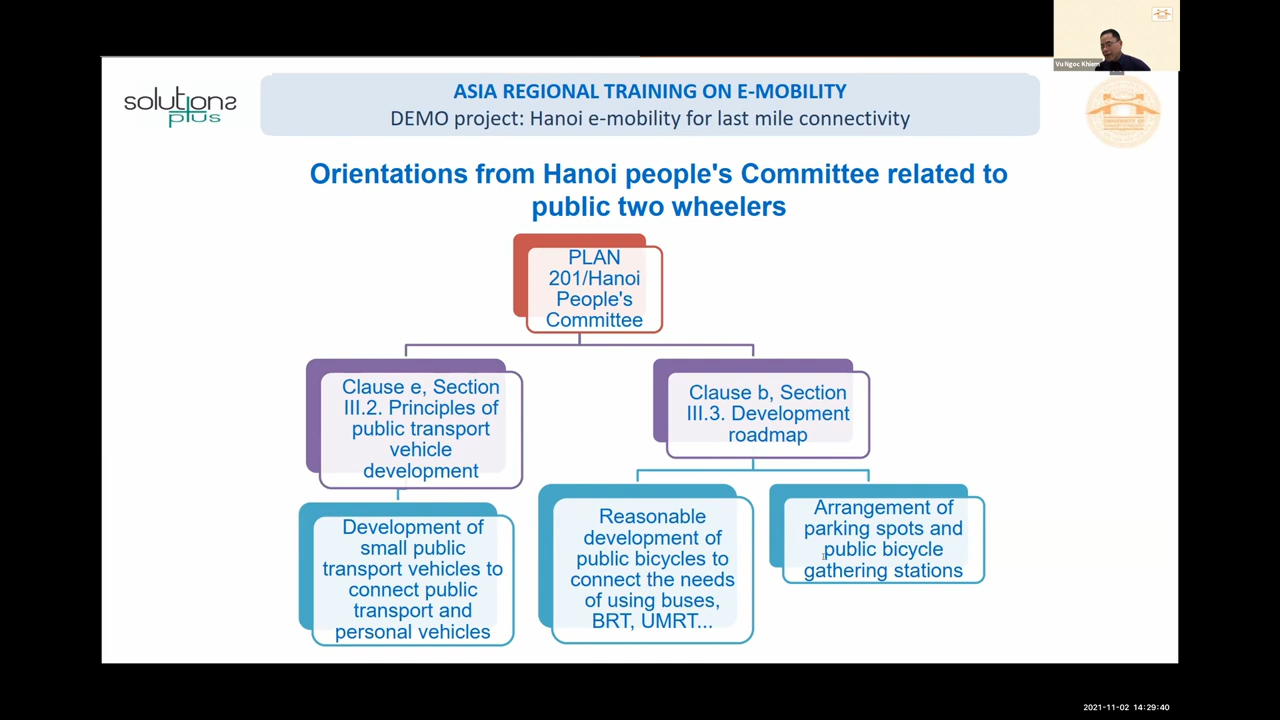 Vu Ngoc Khiem
solutions
plus
ASIA REGIONAL TRAINING ON E-MOBILITY
DEMO project: Hanoi e-mobility for last mile connectivity
UNIVERSITY OF
Orientations from Hanoi people's Committee related to
public two wheelers
PLAN
201/Hanoi
People's
Committee
Clause e, Section
III.2. Principles of
public transport
vehicle
development
Clause b, Section
III.3. Development
roadmap
Development of
small public
transport vehicles to
connect public
transport and
personal vehicles
Reasonable
development of
public bicycles to
connect the needs
of using buses,
BRT, UMRT...
Arrangement of
parking spots and
public bicycle
gathering stations
2021-11-02 14:29:40